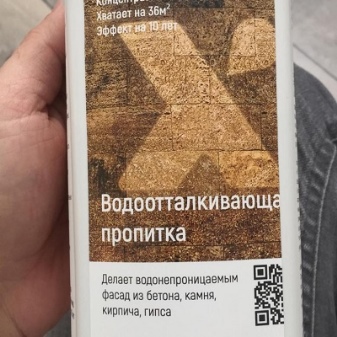 Хватает на 36м²
Эффект на 10 лет
Водоотталкивающа
пропитка
Делает водонепроницаемым
фасад из бетона, камня,
кирпича, гипса